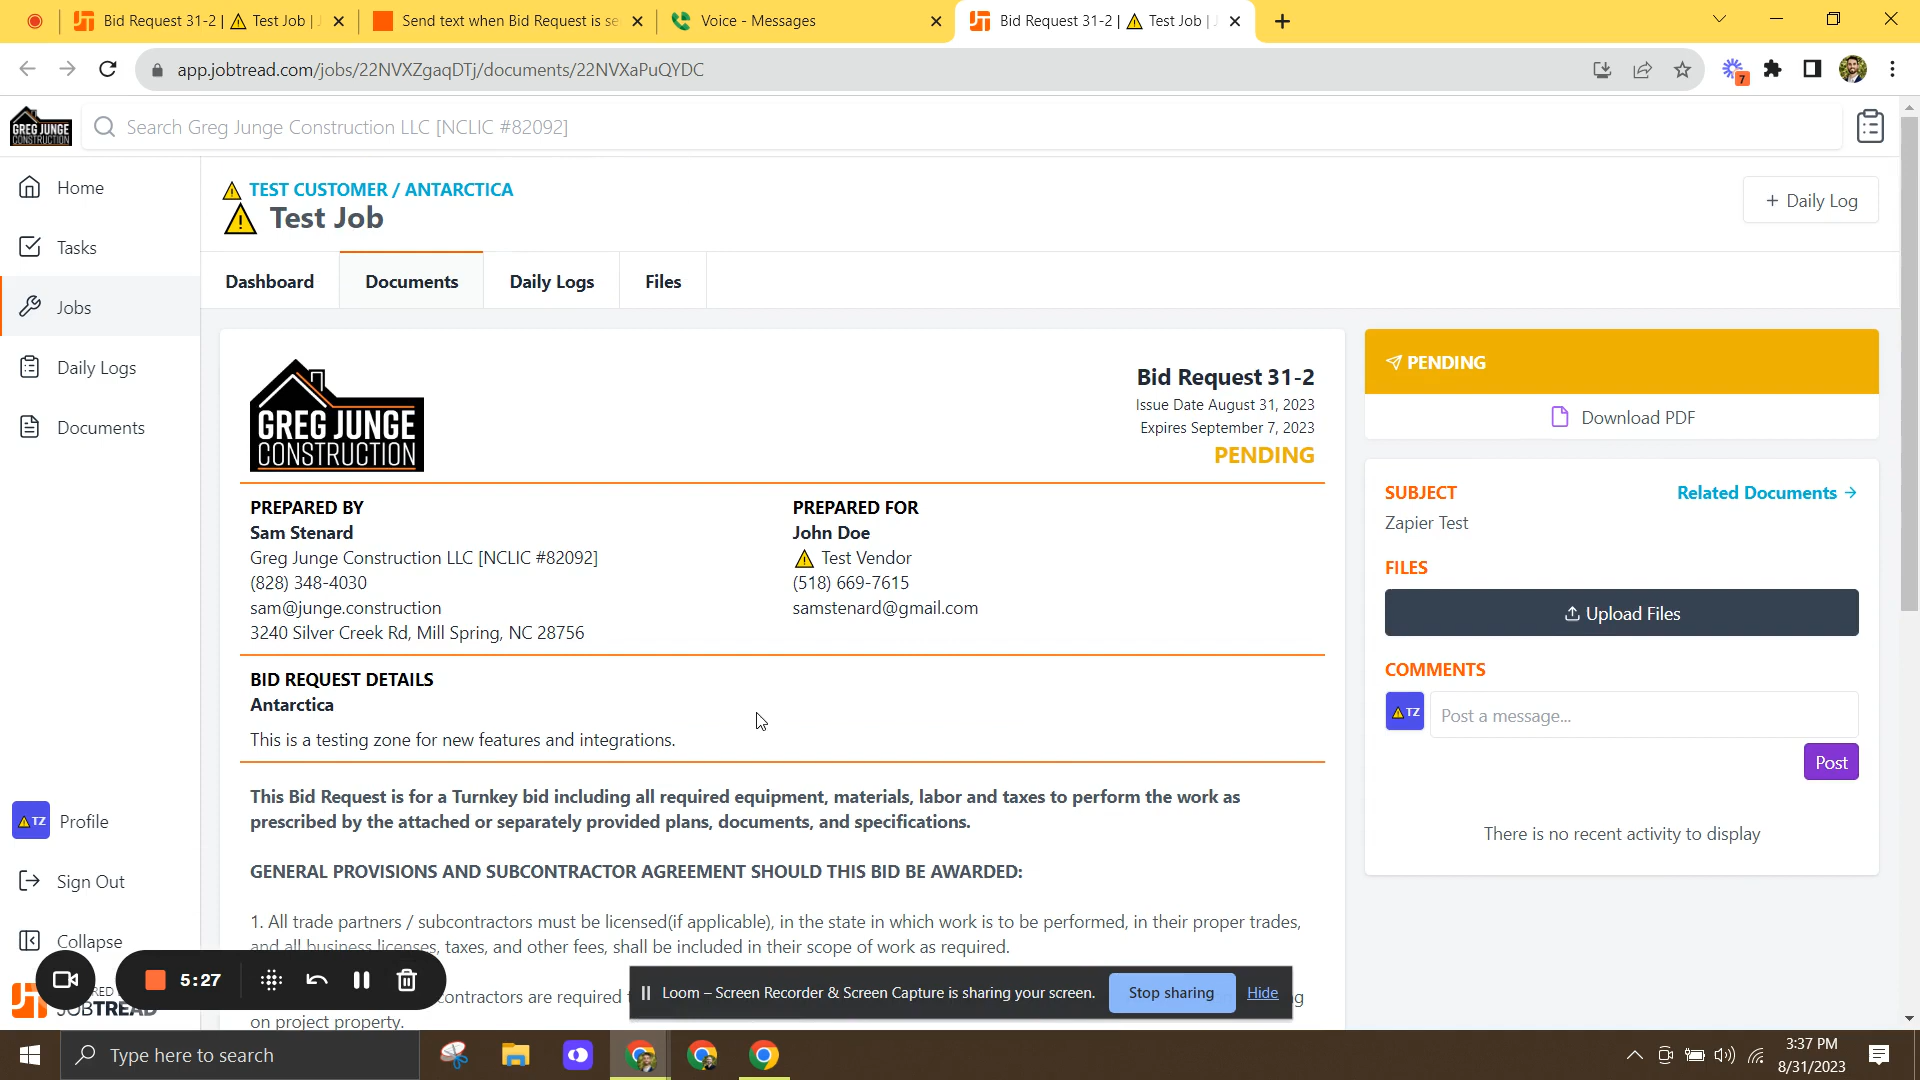 Bid Request 31-2 | Test Job | J
Send text when Bid Request is se
Voice - Messages
Bid Request 31-2 | Test Job | J
app.jobtread.com/jobs/22NVXZgaqDTj/documents/22NVXaPuQYDC
7
GREG JUNGE
CONSTRUCTION
Search Greg Junge Construction LLC [NCLIC #82092]
Home
Tasks
Jobs
Daily Logs
Documents
TEST CUSTOMER / ANTARCTICA
Test Job
+ Daily Log
Dashboard
Documents
Daily Logs
Files
GREG JUNGE
CONSTRUCTION
Bid Request 31-2
Issue Date August 31, 2023
Expires September 7, 2023
PENDING
PREPARED BY
Sam Stenard
Greg Junge Construction LLC [NCLIC #82092]
(828) 348-4030
sam@junge.construction
3240 Silver Creek Rd, Mill Spring, NC 28756
PREPARED FOR
John Doe
Test Vendor
(518) 669-7615
samstenard@gmail.com
BID REQUEST DETAILS
Antarctica
This is a testing zone for new features and integrations.
This Bid Request is for a Turnkey bid including all required equipment, materials, labor and taxes to perform the work as
prescribed by the attached or separately provided plans, documents, and specifications.
GENERAL PROVISIONS AND SUBCONTRACTOR AGREEMENT SHOULD THIS BID BE AWARDED:
1. All trade partners / subcontractors must be licensed(if applicable), in the state in which work is to be performed, in their proper trades,
and all business licenses, taxes, and other fees, shall be included in their scope of work as required.
contractors are required
on project property.
PENDING
Download PDF
SUBJECT
Related Documents
Zapier Test
FILES
Upload Files
COMMENTS
TZ
Post a message...
Post
There is no recent activity to display
TZ
Profile
Sign Out
Collapse
JOBTREAD
5:27
Loom – Screen Recorder & Screen Capture is sharing your screen.
Stop sharing
Hide
Type here to search
3:37 PM
8/31/2023